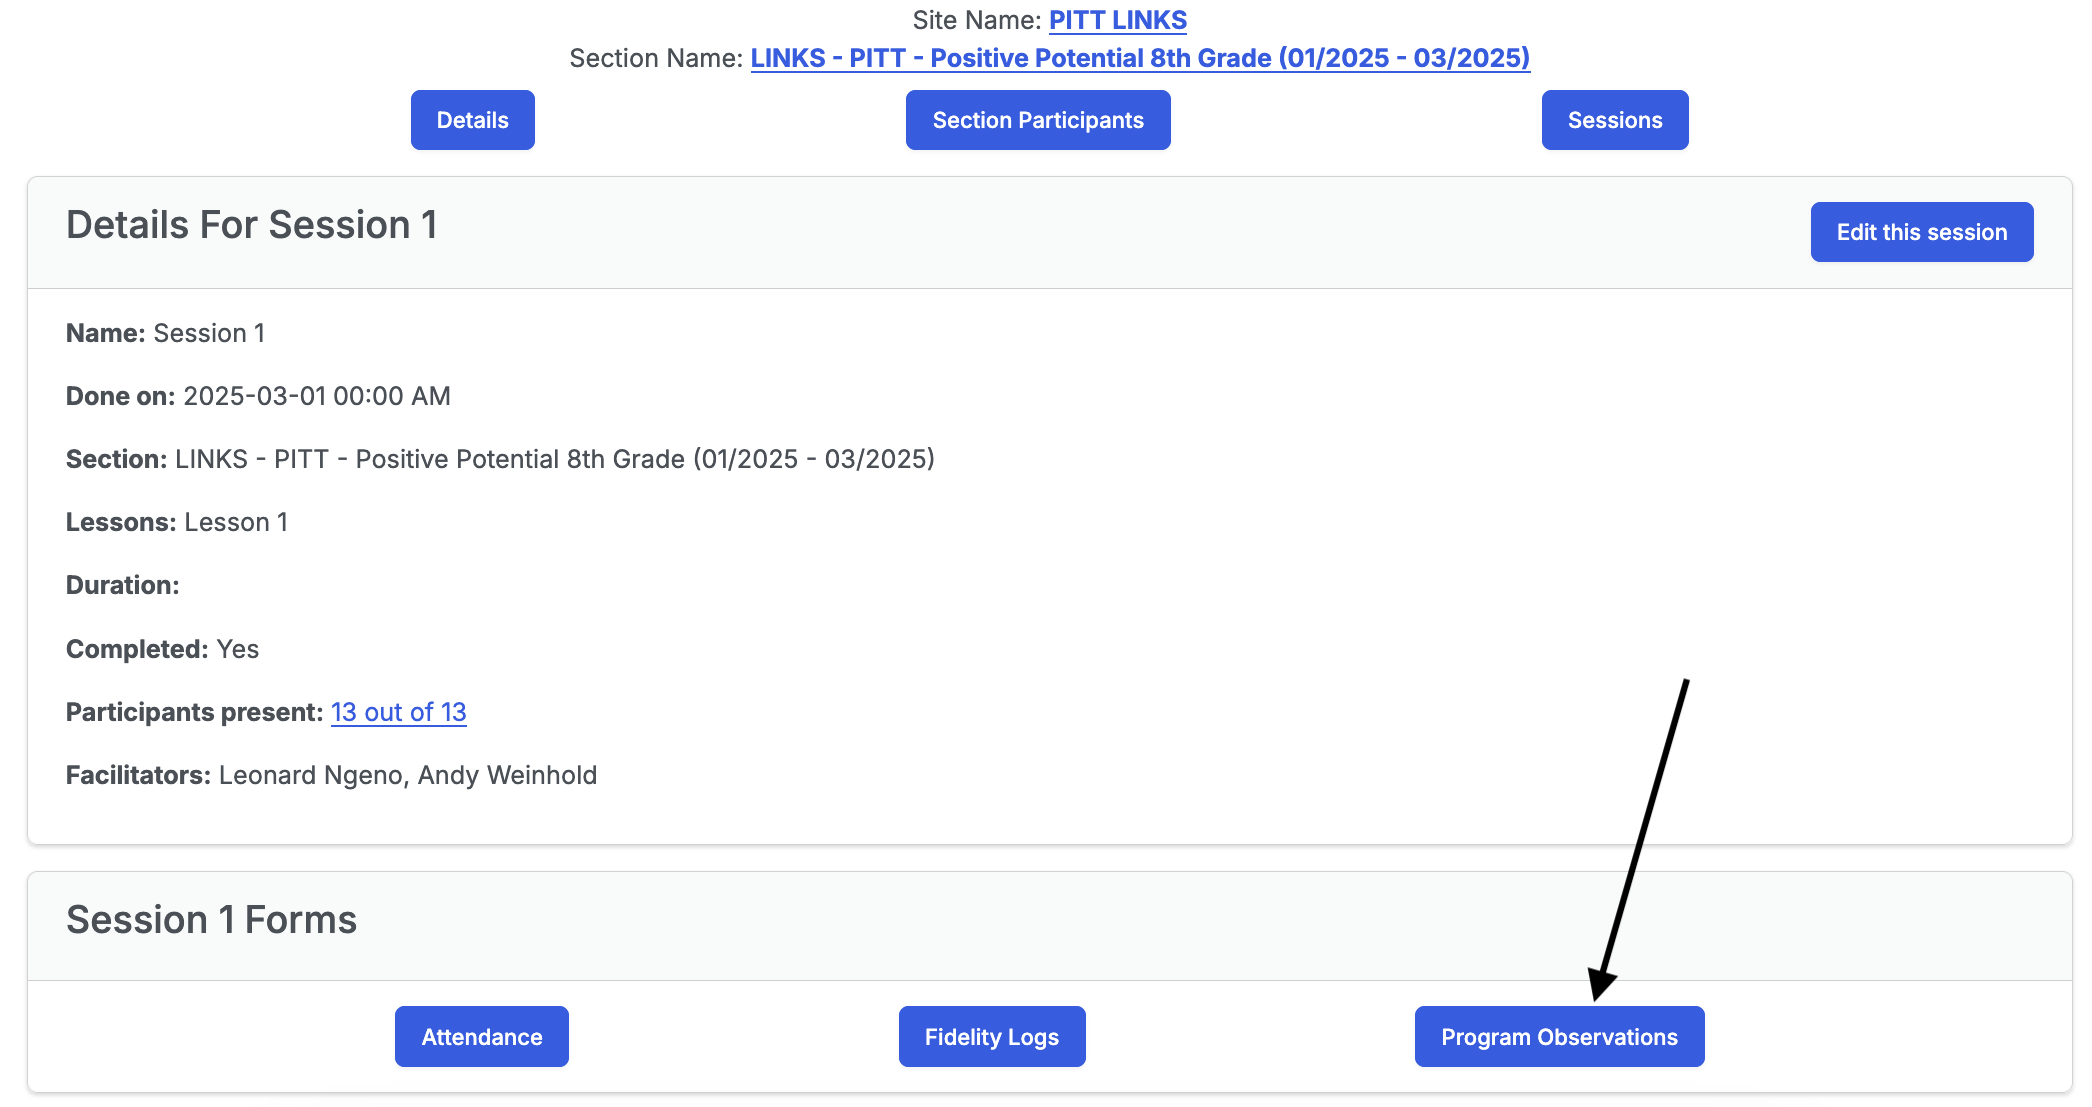 Site Name: PITT LINKS
Section Name: LINKS - PITT - Positive Potential 8th Grade (01/2025 - 03/2025)
Details
Section Participants
Sessions
Details For Session 1
Edit this session
Name: Session 1
Done on: 2025-03-01 00:00 AM
Section: LINKS - PITT - Positive Potential 8th Grade (01/2025 - 03/2025)
Lessons: Lesson 1
Duration:
Completed: Yes
Participants present: 13 out of 13
Facilitators: Leonard Ngeno, Andy Weinhold
Session 1 Forms
Attendance
Fidelity Logs
Program Observations